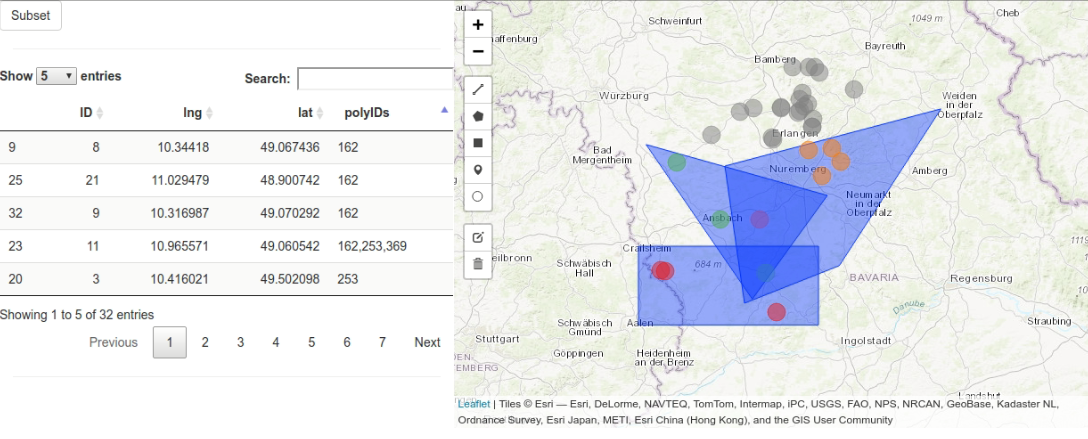 Subset
Show 5 entries
Search:
ID lng lat polyIDs
9 8 10.34418 49.067436 162
25 21 11.029479 48.900742 162
32 9 10.316987 49.070292 162
23 11 10.965571 49.060542 162,253,369
20 3 10.416021 49.502098 253
Showing 1 to 5 of 32 entries
Previous 1 2 3 4 5 6 7 Next
+
−
Schweinfurt
1049 m
Cheb
haffenburg
Bayreuth
Bamberg
Würzburg
Weiden
in der
Oberpfalz
Erlangen
Bad
Mergentheim
Nuremberg
Amberg
Neumarkt
in der
Oberpfalz
Ansbach
Crailsheim
1111
eilbronn
Schwäbisch
Hall
684 m
BAVARIA
Regensburg
Danube
Aalen
Schwäbisch
Gmünd
Straubing
Stuttgart
Ingolstadt
Göppingen
Heidenheim
an der Brenz
DEN
EMBERG
Landshut
Leaflet | Tiles © Esri — Esri, DeLorme, NAVTEQ, TomTom, Intermap, iPC, USGS, FAO, NPS, NRCAN, GeoBase, Kadaster NL,
Ordnance Survey, Esri Japan, METI, Esri China (Hong Kong), and the GIS User Community